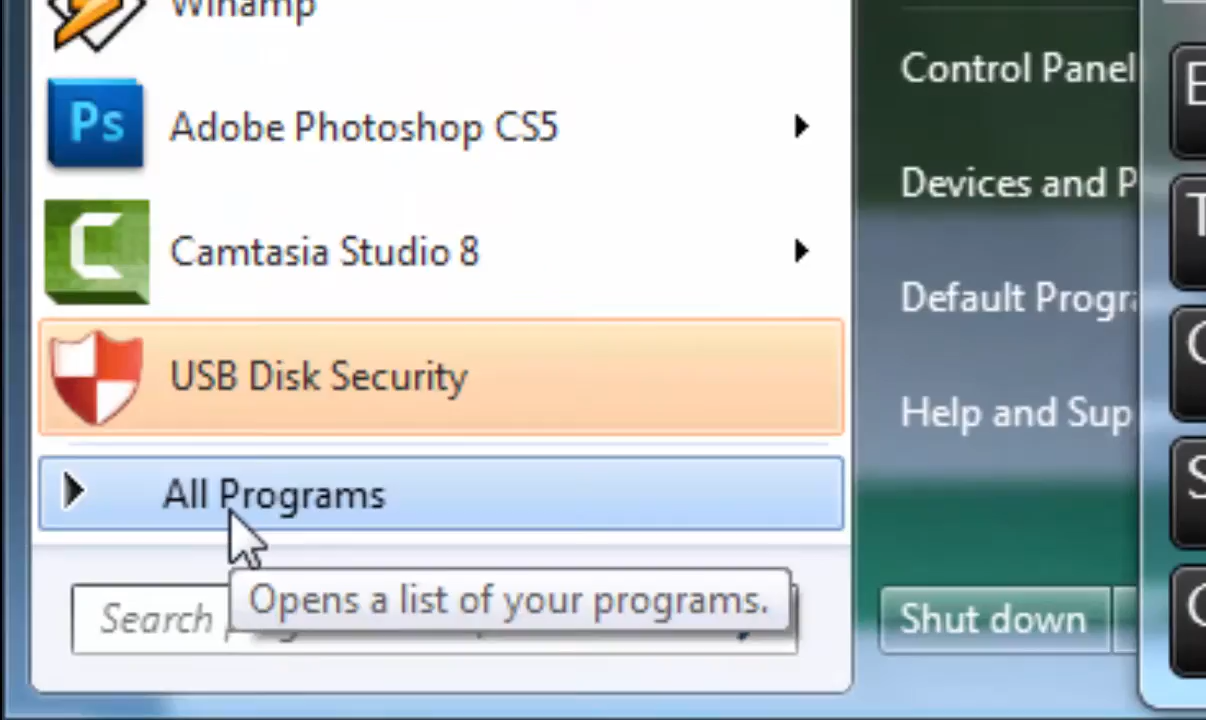 Winamp
Ps
Adobe Photoshop CS5
Camtasia Studio 8
USB Disk Security
All Programs
Opens a list of your programs.
Search
Control Panel
Devices and P
Default Progr
Help and Sup
Shut down